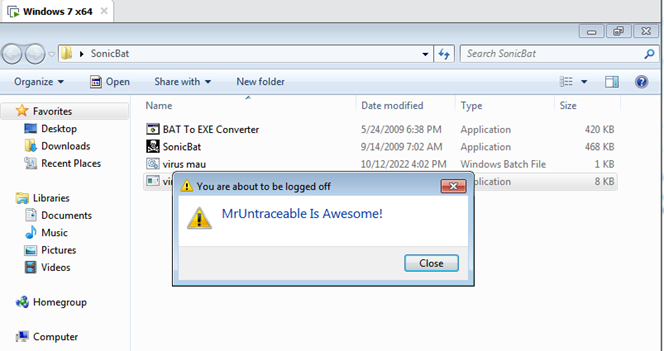 Windows 7 x64
SonicBat
Search SonicBat
Organize Open Share with New folder
Favorites
Desktop
Downloads
Recent Places
Libraries
Documents
Music
Pictures
Videos
Homegroup
Computer
Name Date modified Type Size
BAT To EXE Converter 5/24/2009 6:38 PM Application 420 KB
SonicBat 9/14/2009 7:02 AM Application 468 KB
virus mau 10/12/2022 4:02 PM Windows Batch File 1 KB
8 KB
You are about to be logged off
MrUntraceable Is Awesome!
Close